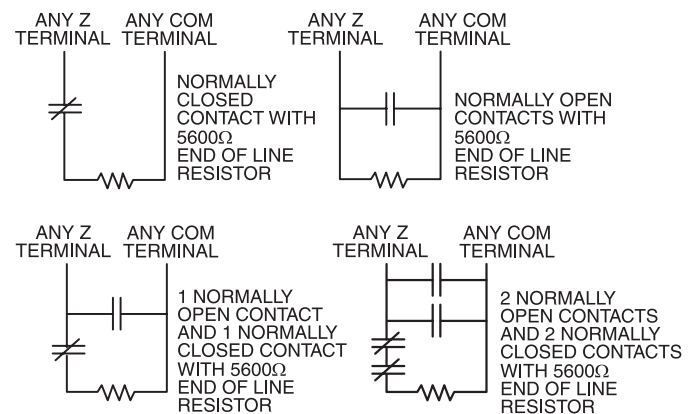 ANY Z
TERMINAL
ANY COM
TERMINAL
NORMALLY
CLOSED
CONTACT WITH
5600Ω
END OF LINE
RESISTOR
ANY Z
TERMINAL
ANY COM
TERMINAL
NORMALLY OPEN
CONTACTS WITH
5600Ω
END OF LINE
RESISTOR
ANY Z
TERMINAL
ANY COM
TERMINAL
1 NORMALLY
OPEN CONTACT
AND 1 NORMALLY
CLOSED CONTACT
WITH 5600Ω
END OF LINE
RESISTOR
ANY Z
TERMINAL
ANY COM
TERMINAL
2 NORMALLY
OPEN CONTACTS
AND 2 NORMALLY
CLOSED CONTACTS
WITH 5600Ω
END OF LINE
RESISTOR